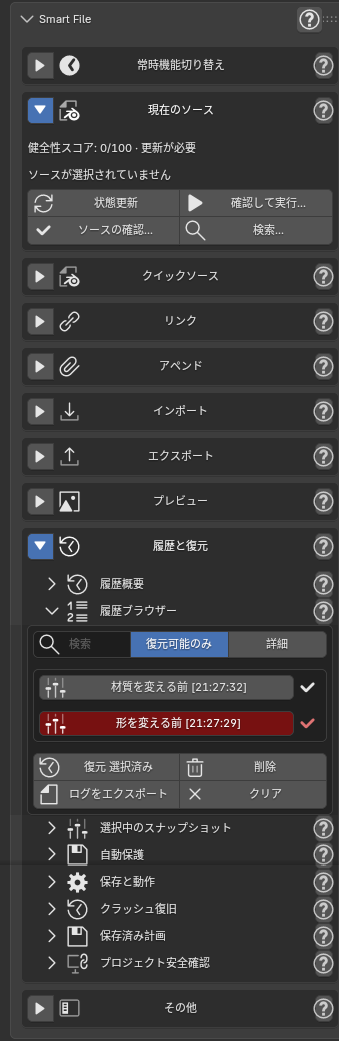 Smart File
常時機能切り替え
現在のソース
健全性スコア: 0/100 · 更新が必要
ソースが選択されていません
状態更新
確認して実行...
ソースの確認...
検索...
クイックソース
リンク
アペンド
インポート
エクスポート
プレビュー
履歴と復元
履歴概要
履歴ブラウザー
検索
復元可能のみ
詳細
材質を変える前 [21:27:32]
形を変える前 [21:27:29]
復元 選択済み
削除
ログをエクスポート
クリア
選択中のスナップショット
自動保護
保存と動作
クラッシュ復旧
保存済み計画
プロジェクト安全確認
その他